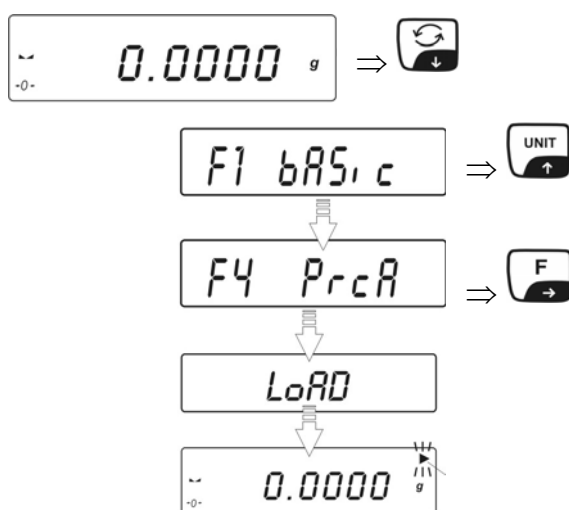 0.0000 g
-0-
F1 bASic
UNIT
F4 PrcA
F
LoAD
0.0000 g
-0-